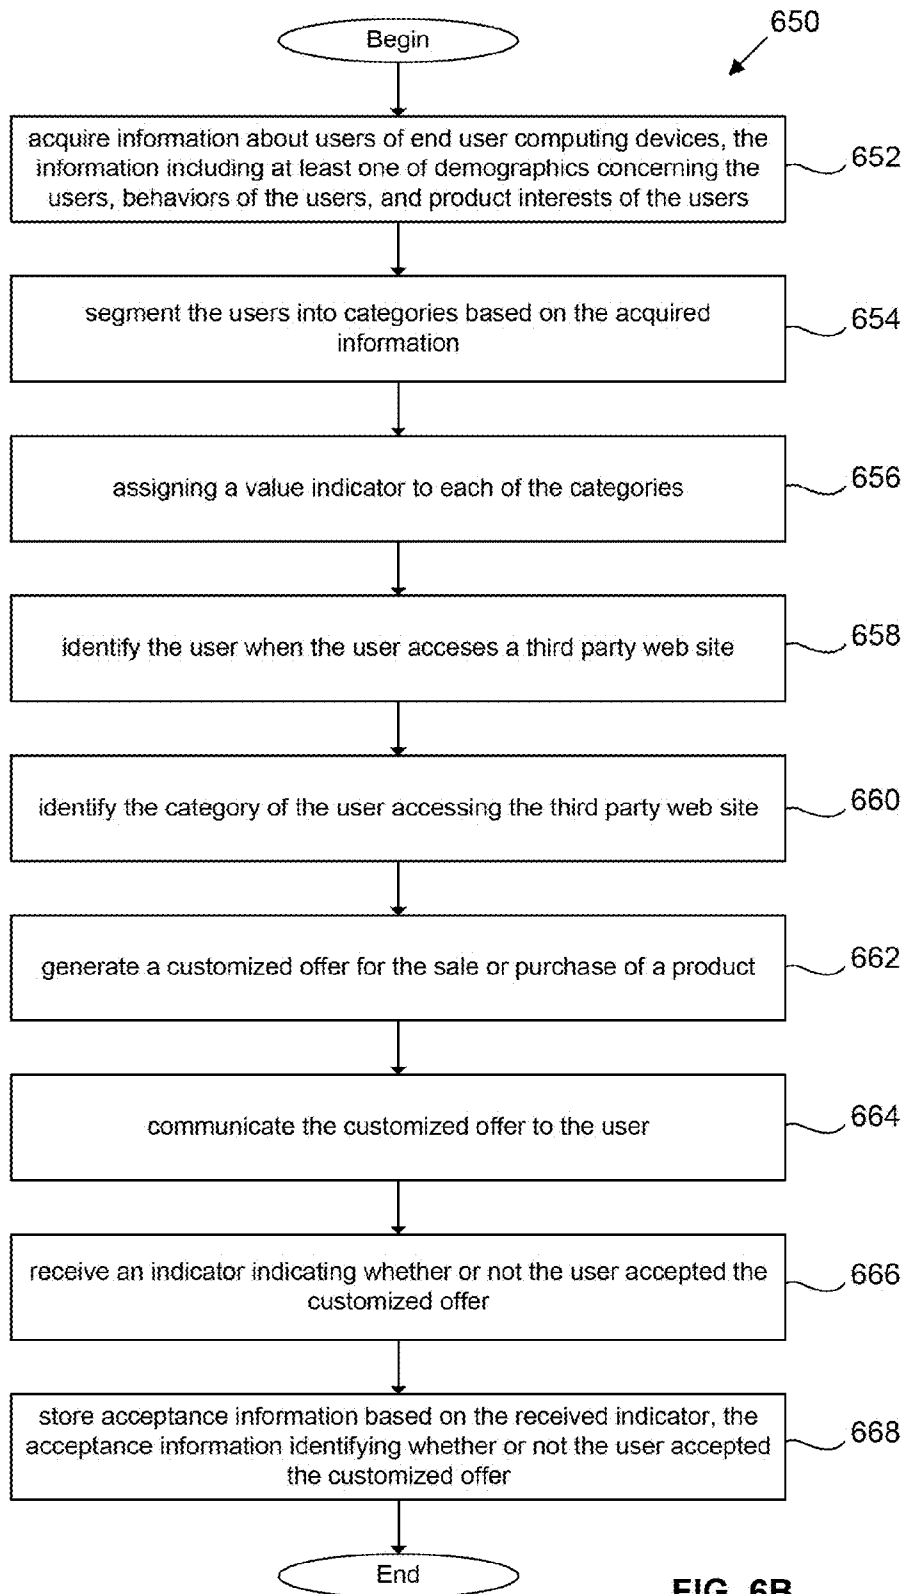 Begin
650
acquire information about users of end user computing devices, the
information including at least one of demographics concerning the
users, behaviors of the users, and product interests of the users
652
segment the users into categories based on the acquired
information
654
assigning a value indicator to each of the categories
656
identify the user when the user acceses a third party web site
658
identify the category of the user accessing the third party web site
660
generate a customized offer for the sale or purchase of a product
662
communicate the customized offer to the user
664
receive an indicator indicating whether or not the user accepted the
customized offer
666
store acceptance information based on the received indicator, the
acceptance information identifying whether or not the user accepted
the customized offer
668
End
FIG. 6B